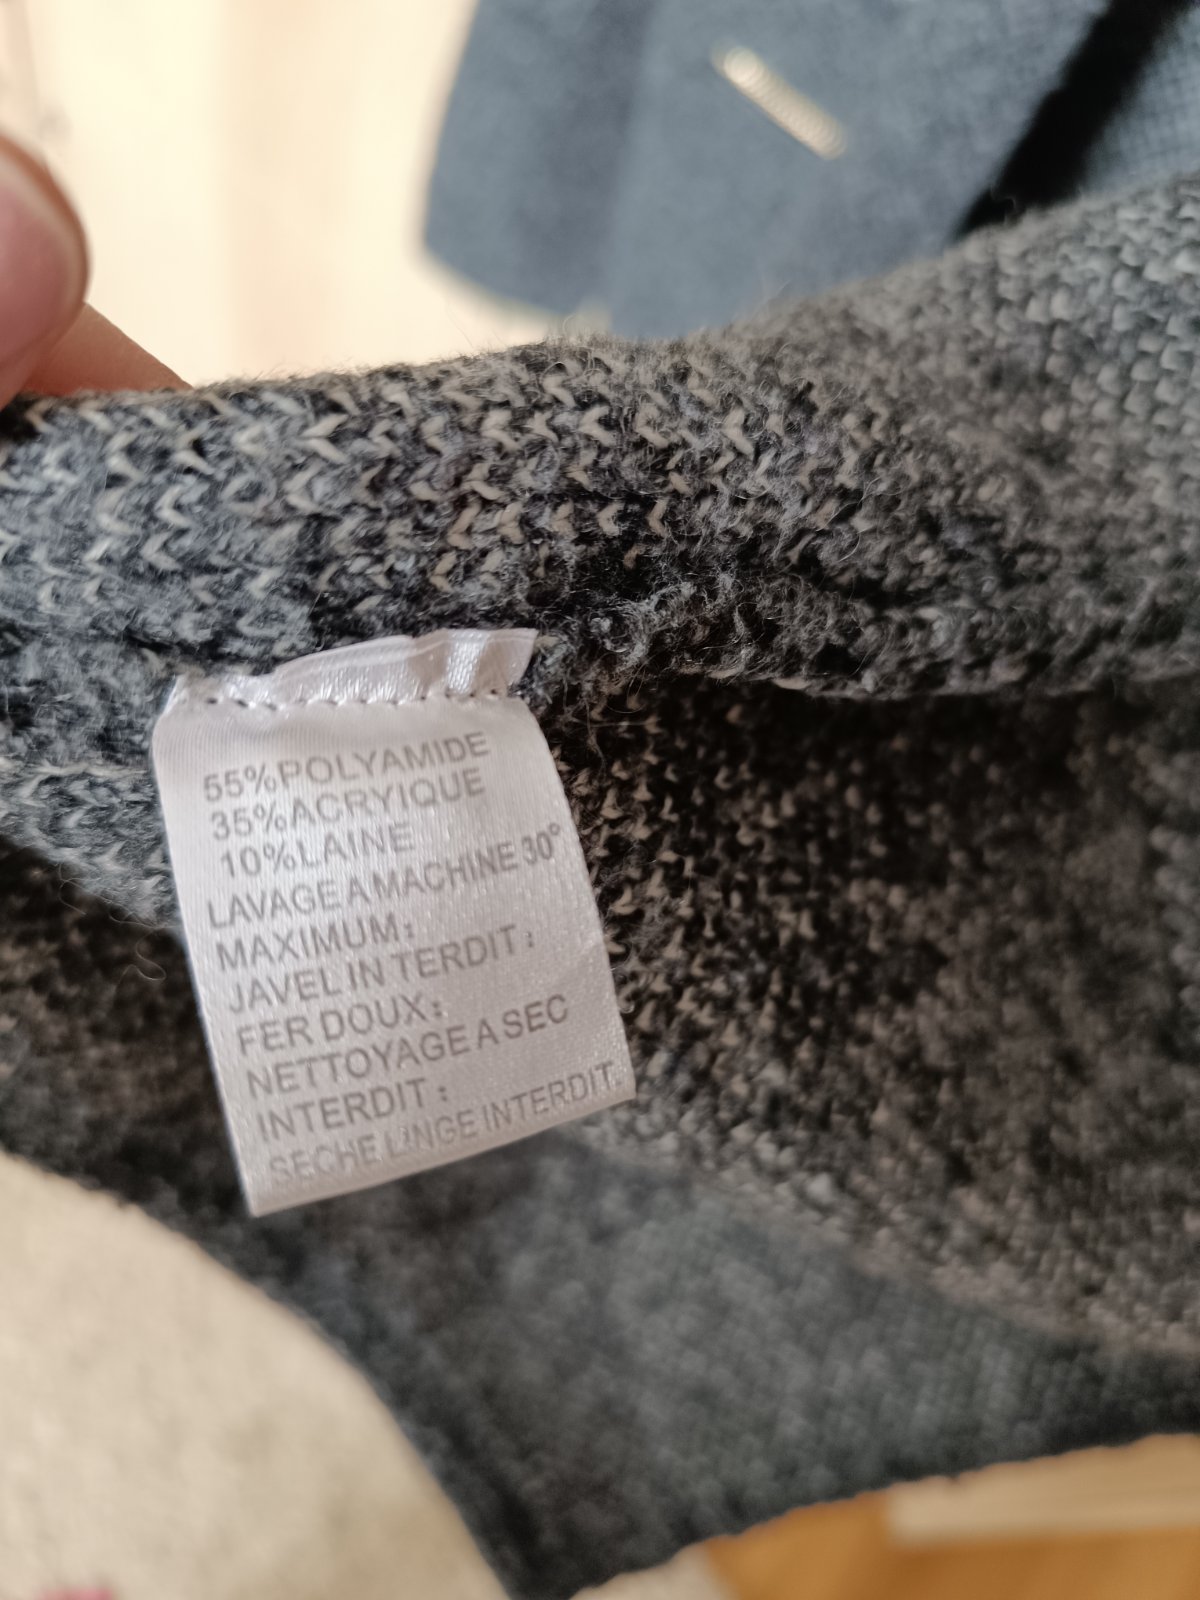 55%POLYAMIDE
35%ACRYIQUE
10%LAINE
LAVAGE A MACHINE 30°
MAXIMUM:
JAVEL IN TERDIT:
FER DOUX:
NETTOYAGE A SEC
INTERDIT:
SECHE LINGE INTERDIT.